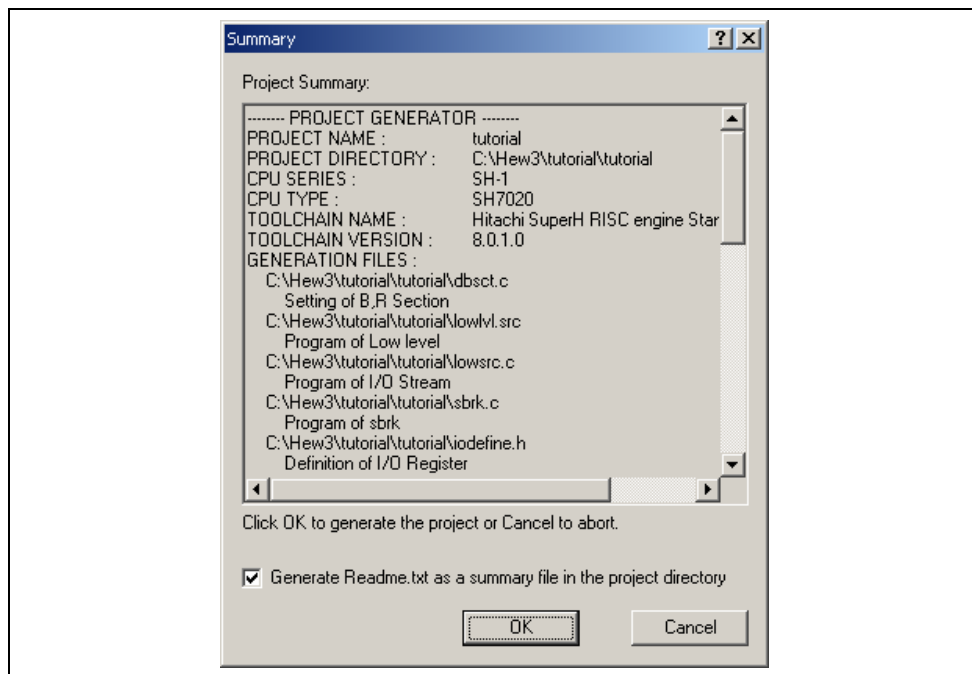 Summary
Project Summary:
-------- PROJECT GENERATOR --------
PROJECT NAME : tutorial
PROJECT DIRECTORY : C:\Hew3\tutorial\tutorial
CPU SERIES : SH-1
CPU TYPE : SH7020
TOOLCHAIN NAME : Hitachi SuperH RISC engine Star
TOOLCHAIN VERSION : 8.0.1.0
GENERATION FILES :
C:\Hew3\tutorial\tutorial\dbsct.c
Setting of B,R Section
C:\Hew3\tutorial\tutorial\lowlvl.src
Program of Low level
C:\Hew3\tutorial\tutorial\lowsrc.c
Program of I/O Stream
C:\Hew3\tutorial\tutorial\sbrk.c
Program of sbrk
C:\Hew3\tutorial\tutorial\iodefine.h
Definition of I/O Register
Click OK to generate the project or Cancel to abort.
Generate Readme.txt as a summary file in the project directory
OK
Cancel